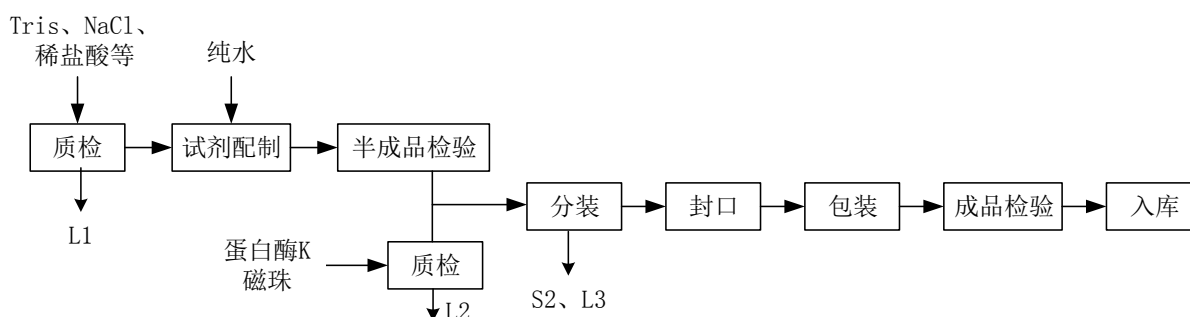 Tris、NaCl、
稀盐酸等
纯水
质检
试剂配制
半成品检验
L1
分装
封口
包装
成品检验
入库
蛋白酶K
磁珠
质检
L2
S2、L3